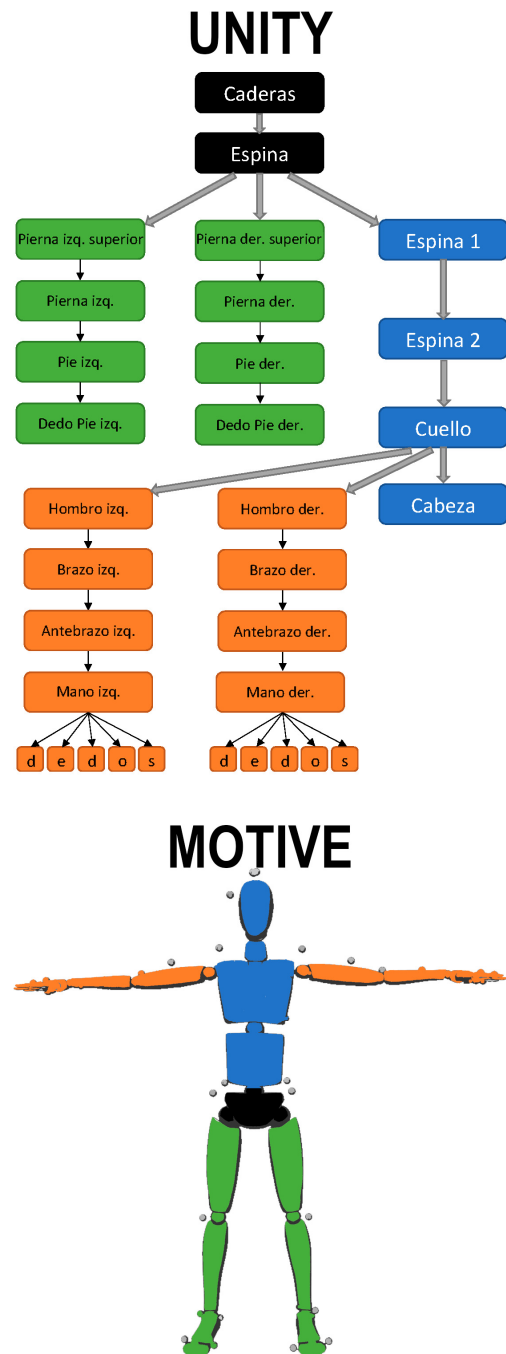 UNITY
Caderas
Espina
Pierna izq. superior
Pierna der. superior
Espina 1
Pierna izq.
Pierna der.
Espina 2
Pie izq.
Pie der.
Dedo Pie izq.
Dedo Pie der.
Cuello
Hombro izq.
Hombro der.
Cabeza
Brazo izq.
Brazo der.
Antebrazo izq.
Antebrazo der.
Mano izq.
Mano der.
d e d o s
d e d o s
MOTIVE